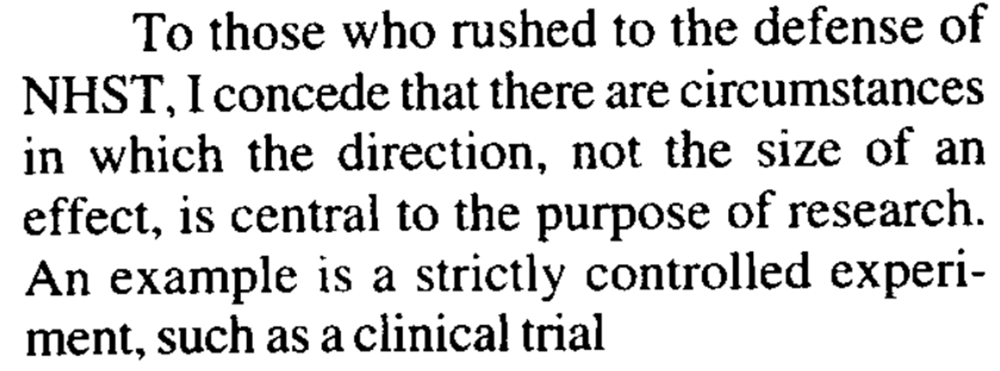 To those who rushed to the defense of
NHST, I concede that there are circumstances
in which the direction, not the size of an
effect, is central to the purpose of research.
An example is a strictly controlled experi-
ment, such as a clinical trial